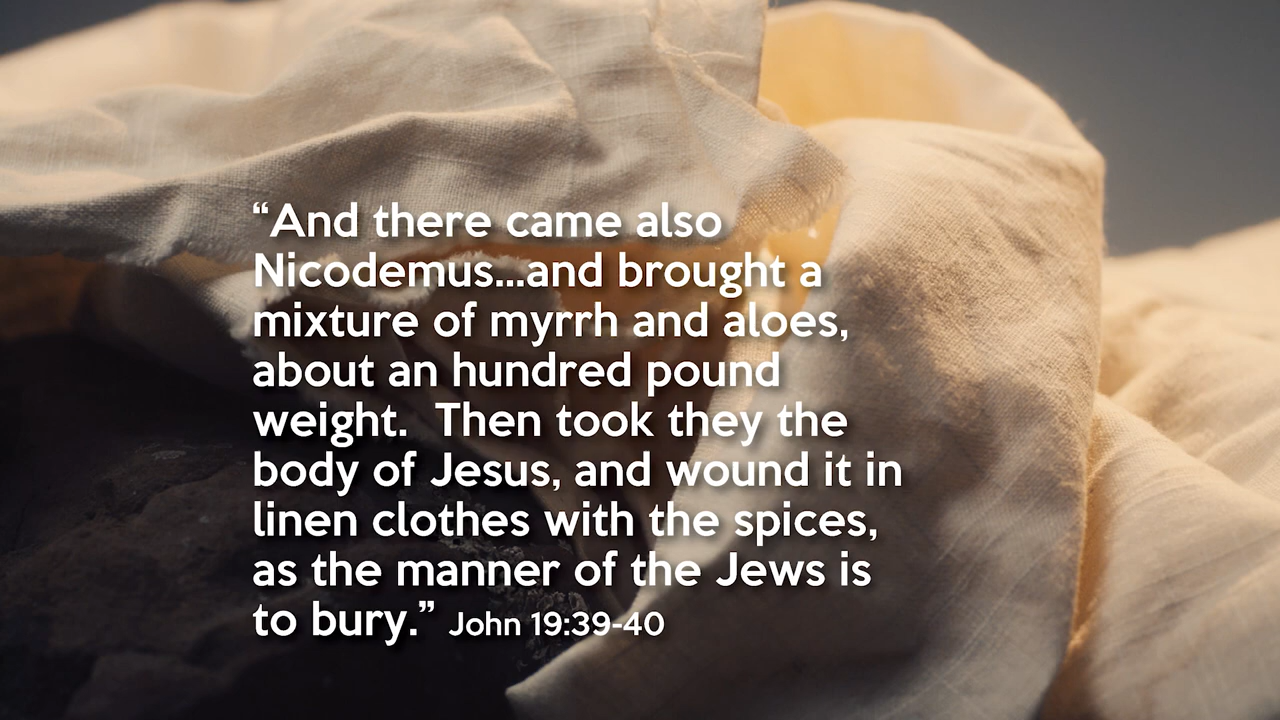 “And there came also
Nicodemus...and brought a
mixture of myrrh and aloes,
about an hundred pound
weight.  Then took they the
body of Jesus, and wound it in
linen clothes with the spices,
as the manner of the Jews is
to bury.” John 19:39-40